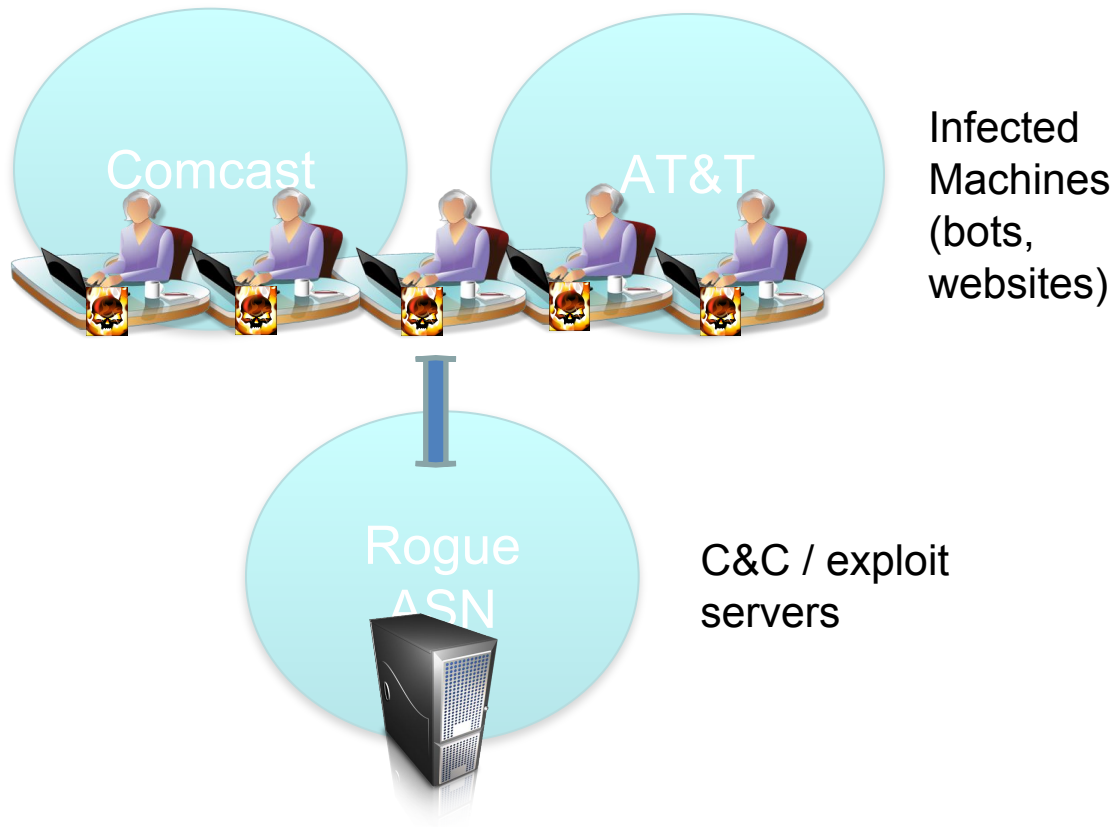 Comcast
AT&T
Infected
Machines
(bots,
websites)
Rogue
ASN
C&C / exploit
servers